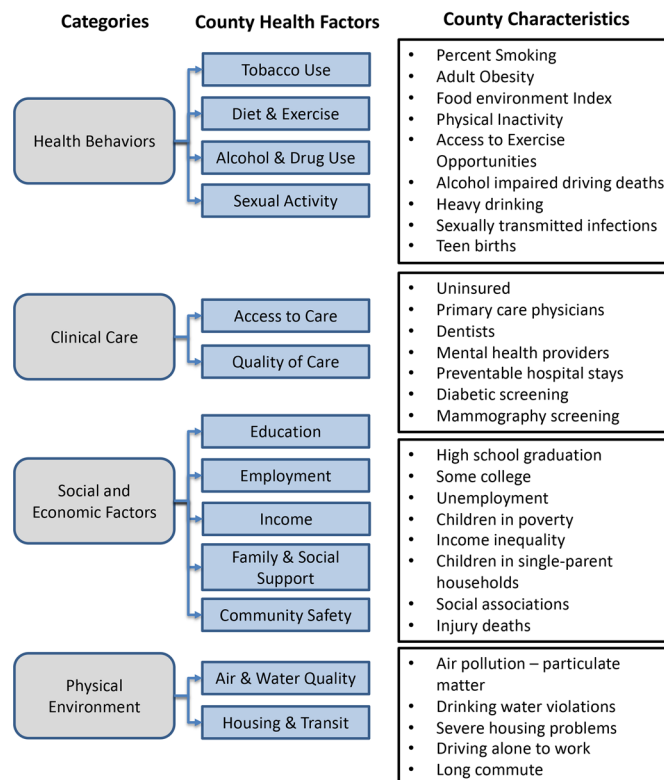 Categories
County Health Factors
County Characteristics
Health Behaviors
Tobacco Use
Diet & Exercise
Alcohol & Drug Use
Sexual Activity
• Percent Smoking
• Adult Obesity
• Food environment Index
• Physical Inactivity
• Access to Exercise
Opportunities
• Alcohol impaired driving deaths
• Heavy drinking
• Sexually transmitted infections
• Teen births
Clinical Care
Access to Care
Quality of Care
• Uninsured
• Primary care physicians
• Dentists
• Mental health providers
• Preventable hospital stays
• Diabetic screening
• Mammography screening
Social and
Economic Factors
Education
Employment
Income
Family & Social
Support
Community Safety
• High school graduation
• Some college
• Unemployment
• Children in poverty
• Income inequality
• Children in single-parent
households
• Social associations
• Injury deaths
Physical
Environment
Air & Water Quality
Housing & Transit
• Air pollution – particulate
matter
• Drinking water violations
• Severe housing problems
• Driving alone to work
• Long commute